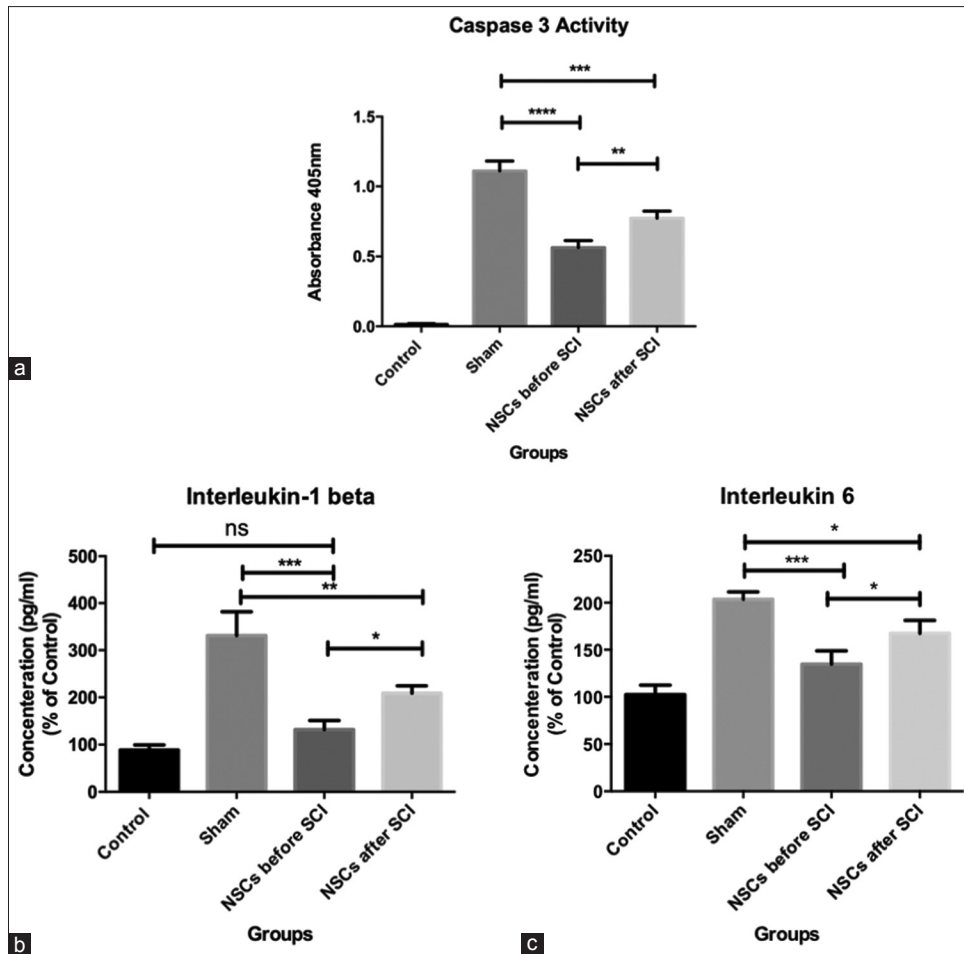 Caspase 3 Activity
***
****
**
1.5
1.0
0.5
0.0
Absorbance 405nm
Control
Sham
NSCs before SCI
NSCs after SCI
Groups
a
Interleukin-1 beta
ns
***
**
*
500
400
300
200
100
0
Concenteration (pg/ml)
(% of Control)
Control
Sham
NSCs before SCI
NSCs after SCI
Groups
b
Interleukin 6
*
***
*
250
200
150
100
50
0
Concenteration (pg/ml)
(% of Control)
Control
Sham
NSCs before SCI
NSCs after SCI
Groups
c